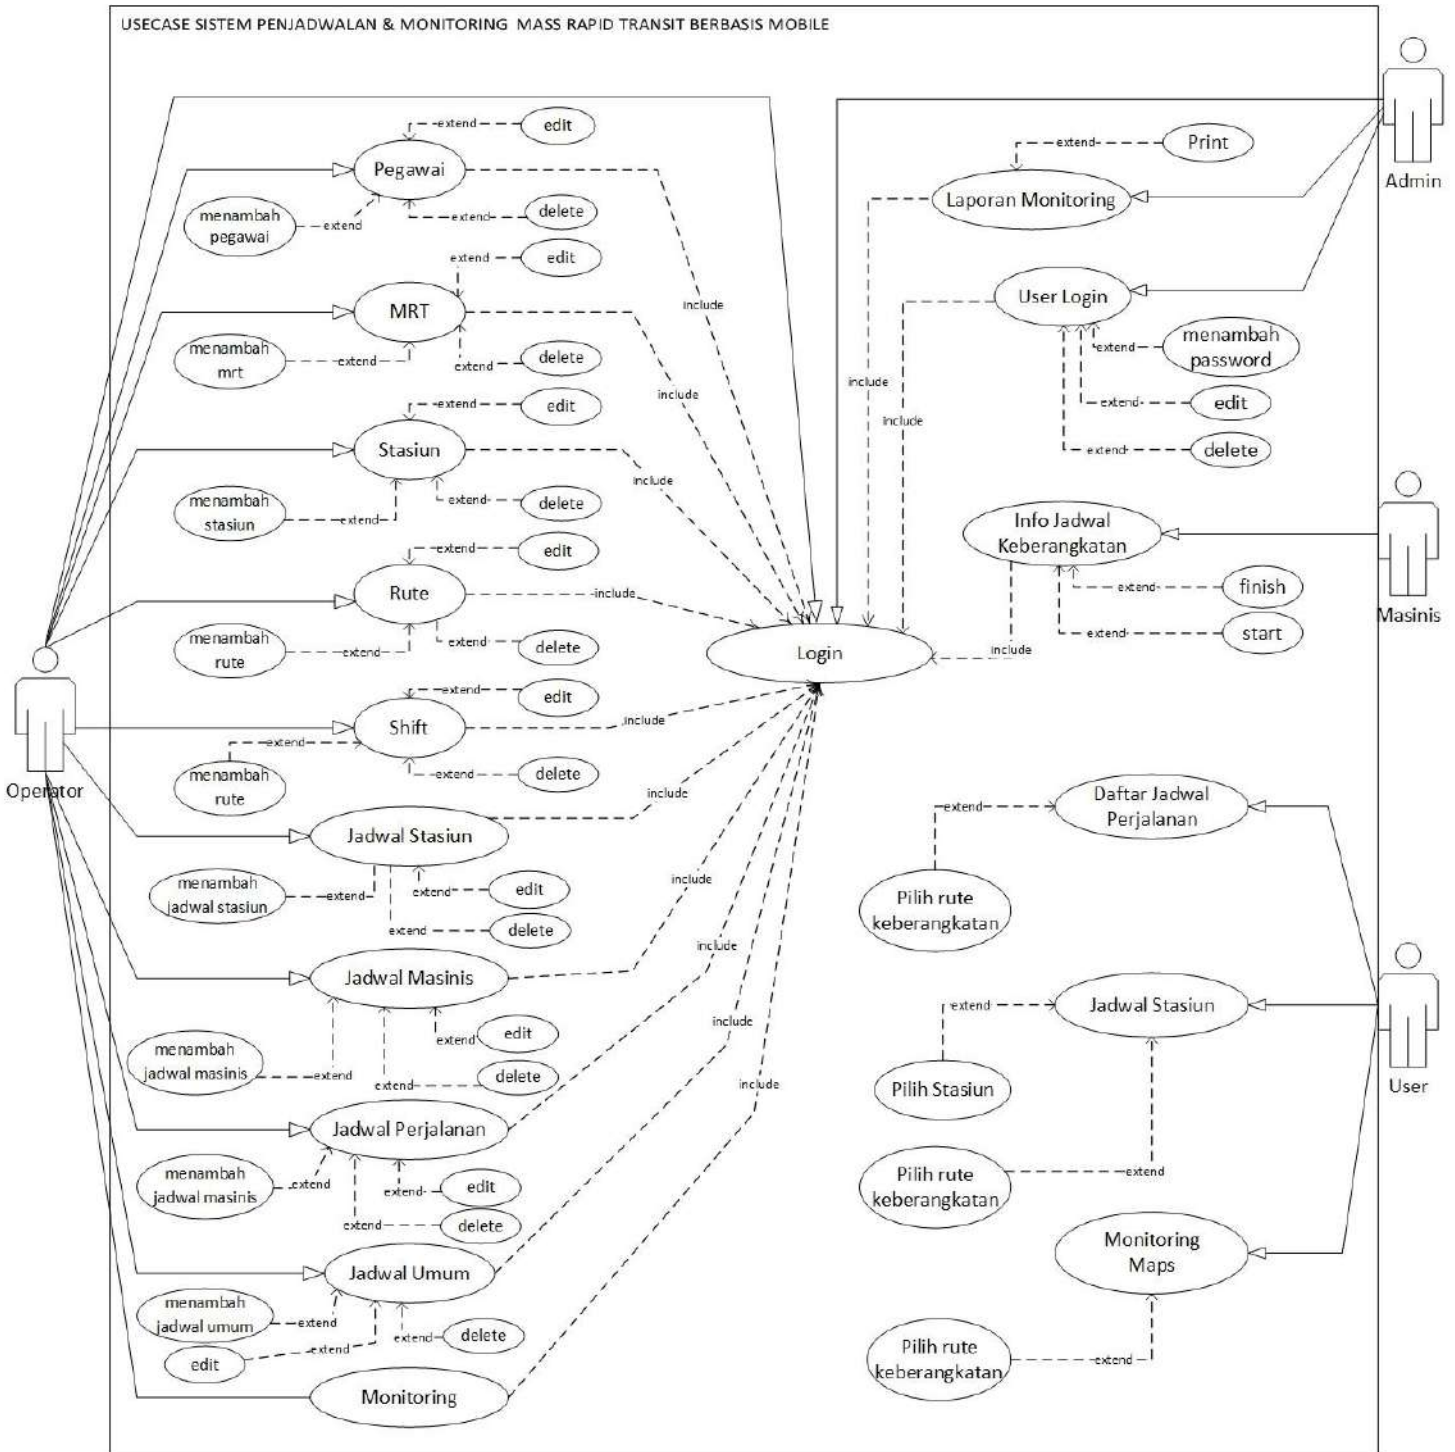 USECASE SISTEM PENJADWALAN & MONITORING MASS RAPID TRANSIT BERBASIS MOBILE
Operator
Pegawai
extend
edit
menambah
pegawai
extend
extend
delete
include
MRT
extend
edit
menambah
mrt
extend
extend
delete
include
Stasiun
extend
edit
menambah
stasiun
extend
extend
delete
include
Rute
extend
edit
menambah
rute
extend
extend
delete
include
Shift
extend
edit
menambah
rute
extend
extend
delete
include
Jadwal Stasiun
menambah
jadwal stasiun
extend
extend
edit
extend
delete
include
Jadwal Masinis
menambah
jadwal masinis
extend
extend
edit
extend
delete
include
Jadwal Perjalanan
menambah
jadwal masinis
extend
extend
edit
extend
delete
include
Jadwal Umum
menambah
jadwal umum
extend
edit
extend
extend
delete
include
Monitoring
include
Login
Admin
Laporan Monitoring
extend
Print
include
User Login
extend
menambah
password
extend
edit
extend
delete
include
Masinis
Info Jadwal
Keberangkatan
extend
finish
extend
start
include
User
Daftar Jadwal
Perjalanan
extend
Pilih rute
keberangkatan
Jadwal Stasiun
extend
Pilih Stasiun
Pilih rute
keberangkatan
extend
Monitoring
Maps
Pilih rute
keberangkatan
extend